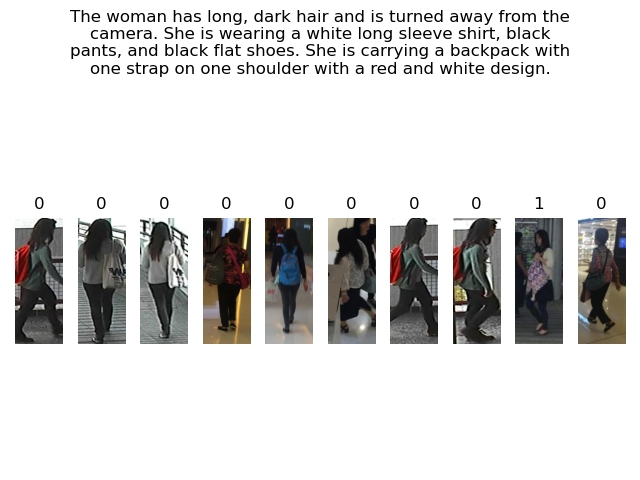 The woman has long, dark hair and is turned away from the
camera. She is wearing a white long sleeve shirt, black
pants, and black flat shoes. She is carrying a backpack with
one strap on one shoulder with a red and white design.
0 0 0 0 0 0 0 0 1 0